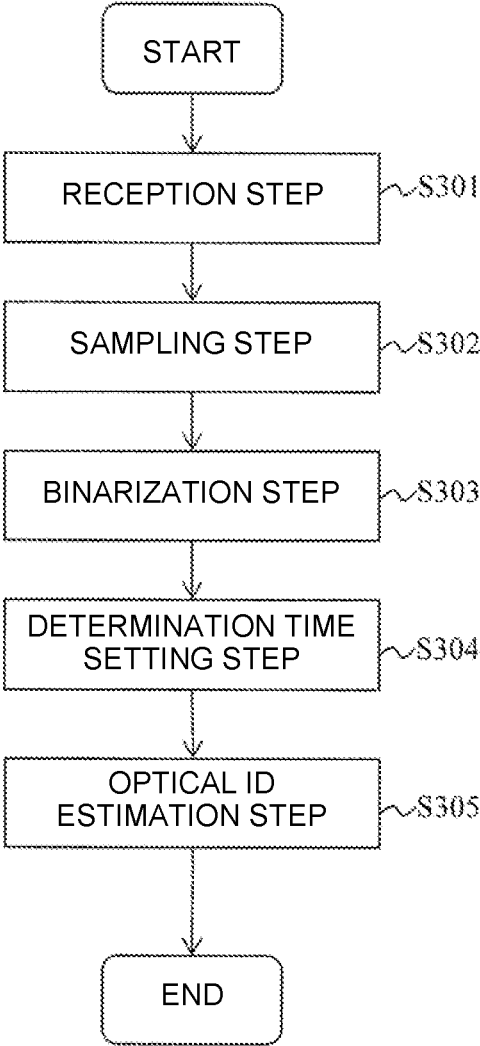 START
RECEPTION STEP
S301
SAMPLING STEP
S302
BINARIZATION STEP
S303
DETERMINATION TIME
SETTING STEP
S304
OPTICAL ID
ESTIMATION STEP
S305
END